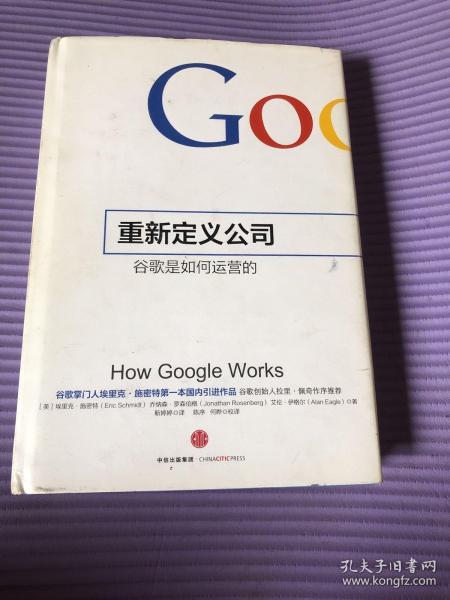 Goo
重新定义公司
谷歌是如何运营的
How Google Works
谷歌掌门人埃里克·施密特第一本国内引进作品 谷歌创始人拉里·佩奇作序推荐
[美]埃里克·施密特(Eric Schmidt) 乔纳森·罗森伯格(Jonathan Rosenberg) 艾伦·伊格尔(Alan Eagle)◎著
靳婷婷◎译 陈序 何晔◎校译
中信出版集团·CHINACITICPRESS
孔夫子旧书网
www.kongfz.com